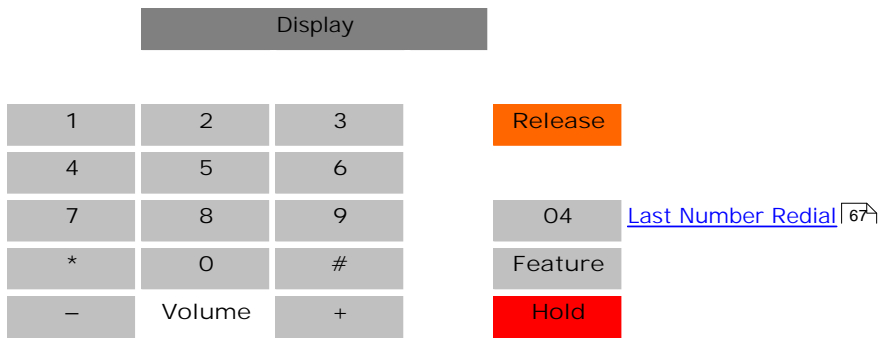 Display
1 2 3 Release
4 5 6
7 8 9 04 Last Number Redial 67
* 0 # Feature
– Volume + Hold